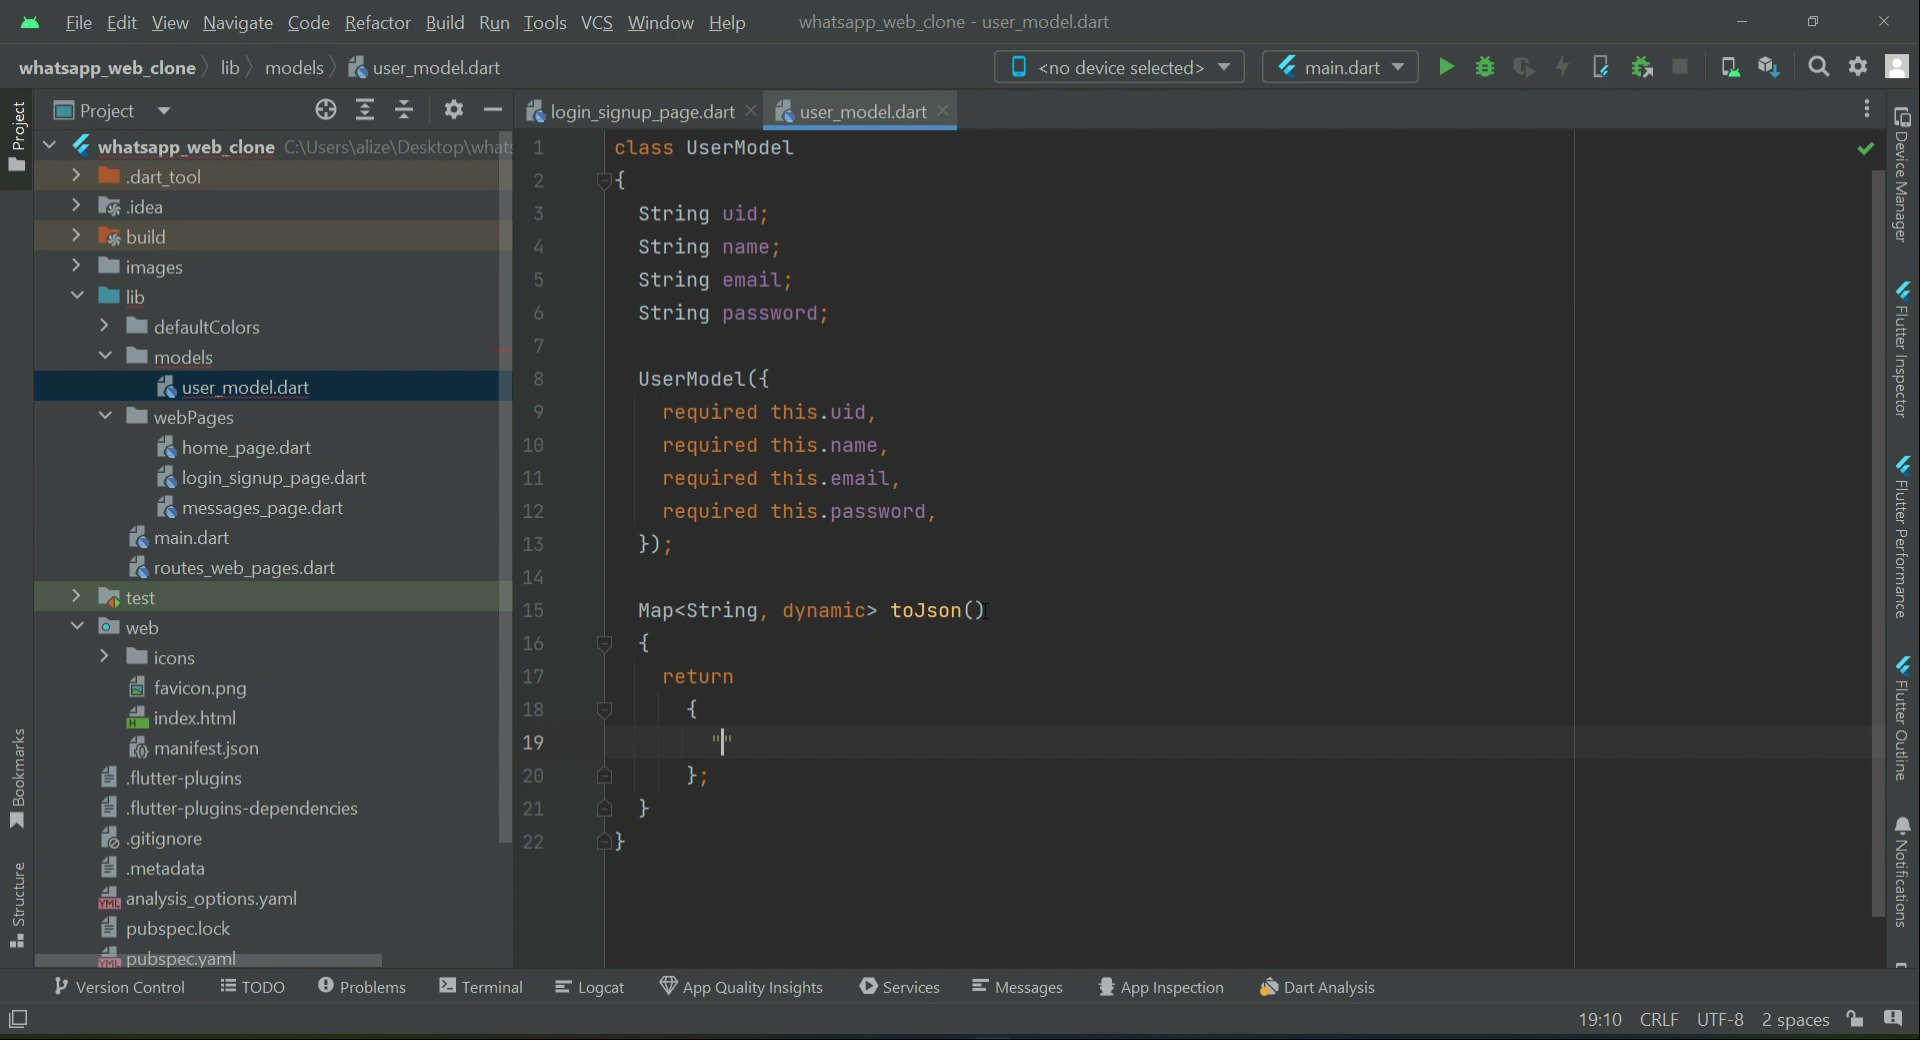 File Edit View Navigate Code Refactor Build Run Tools VCS Window Help whatsapp_web_clone - user_model.dart
whatsapp_web_clone lib models user_model.dart <no device selected> main.dart
Project
Project
Bookmarks
Structure
whatsapp_web_clone C:\Users\alize\Desktop\whats
.dart_tool
.idea
build
images
lib
defaultColors
models
user_model.dart
webPages
home_page.dart
login_signup_page.dart
messages_page.dart
main.dart
routes_web_pages.dart
test
web
icons
favicon.png
index.html
manifest.json
.flutter-plugins
.flutter-plugins-dependencies
.gitignore
.metadata
analysis_options.yaml
pubspec.lock
pubspec.yaml
login_signup_page.dart user_model.dart
1 class UserModel
2 {
3 String uid;
4 String name;
5 String email;
6 String password;
7
8 UserModel({
9 required this.uid,
10 required this.name,
11 required this.email,
12 required this.password,
13 });
14
15 Map<String, dynamic> toJson()
16 {
17 return
18 {
19 ""
20 };
21 }
22 }
Device Manager
Flutter Inspector
Flutter Performance
Flutter Outline
Notifications
Version Control TODO Problems Terminal Logcat App Quality Insights Services Messages App Inspection Dart Analysis
19:10 CRLF UTF-8 2 spaces